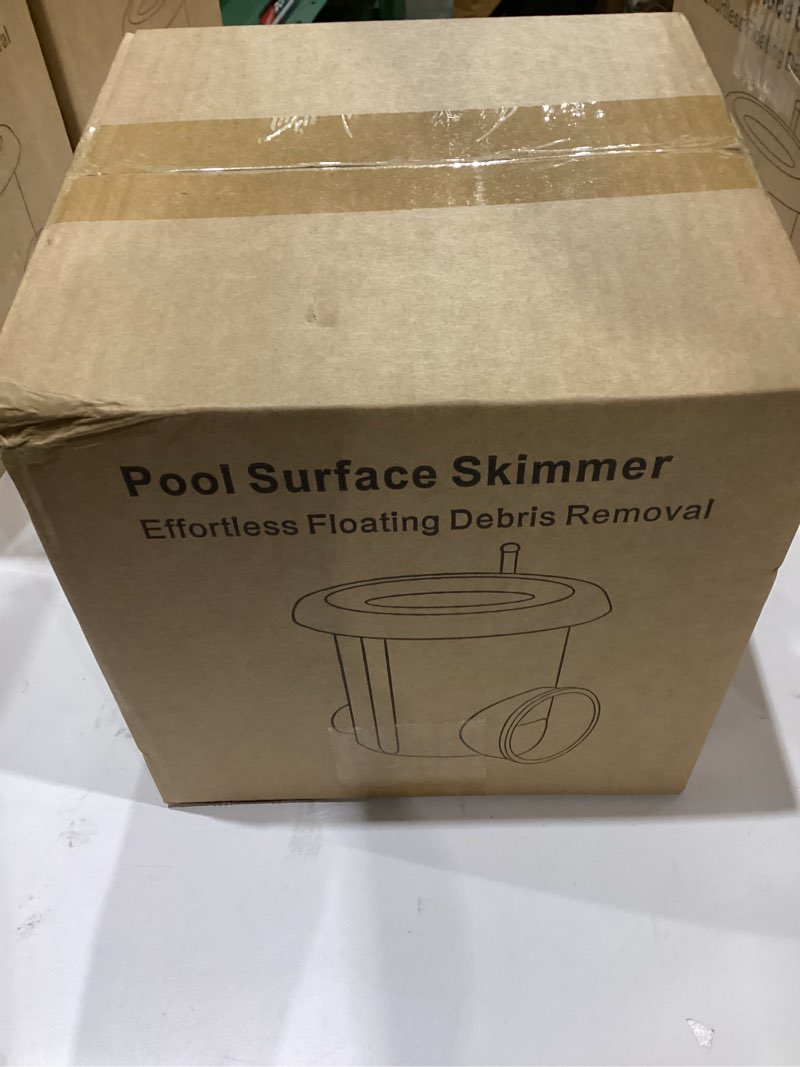 Pool Surface Skimmer
Effortless Floating Debris Removal